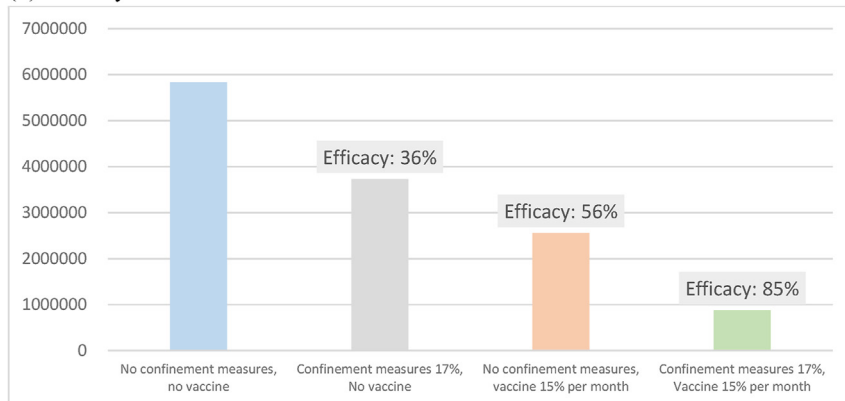 7000000
6000000
5000000
4000000
3000000
2000000
1000000
0
Efficacy: 36%
Efficacy: 56%
Efficacy: 85%
No confinement measures,
no vaccine
Confinement measures 17%,
No vaccine
No confinement measures,
vaccine 15% per month
Confinement measures 17%,
Vaccine 15% per month